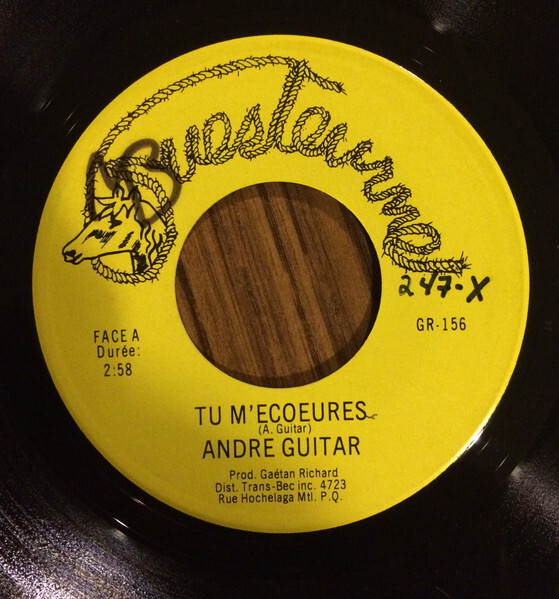 247-X
FACE A
Durée:
2:58
GR-156
TU M'ECOEURES
(A. Guitar)
ANDRE GUITAR
Prod. Gaétan Richard
Dist. Trans-Bec inc. 4723
Rue Hochelaga Mtl. P.Q.